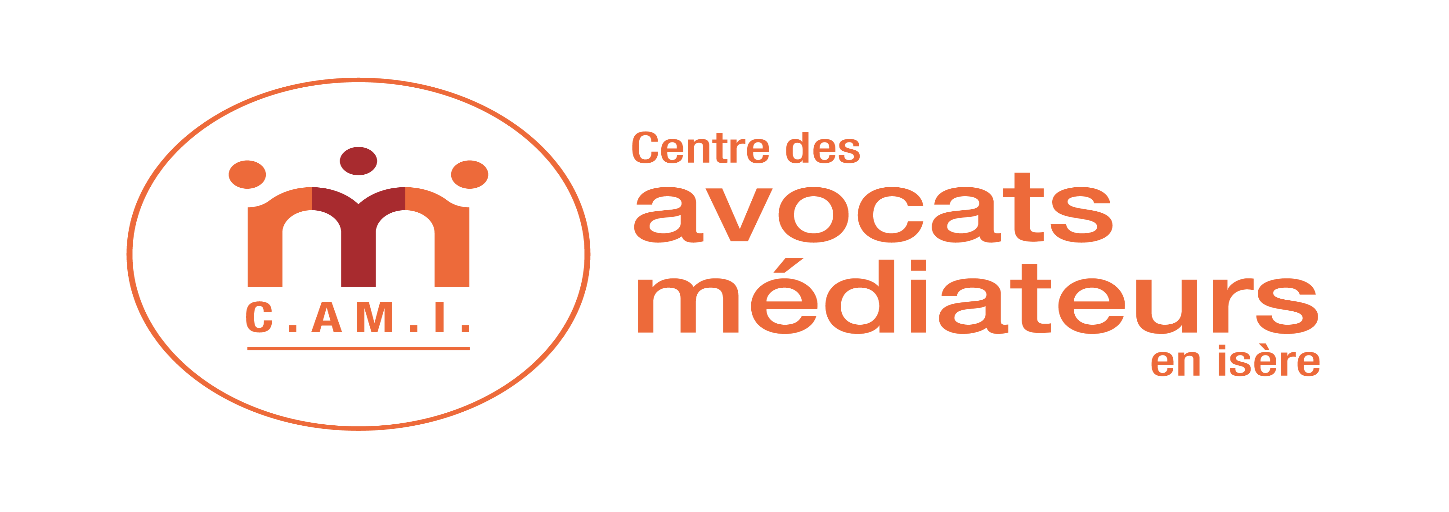 C.AM.I.
Centre des
avocats
médiateurs
en isère